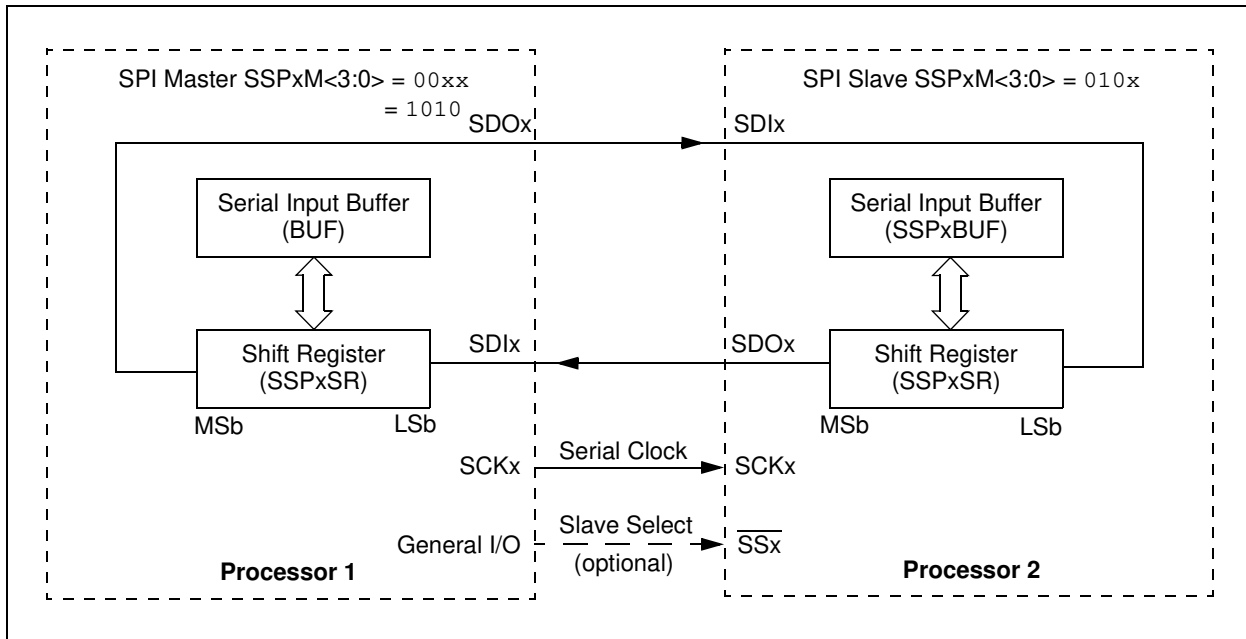 SPI Master SSPxM<3:0> = 00xx
= 1010
SDOx
Serial Input Buffer
(BUF)
Shift Register
(SSPxSR)
MSb
LSb
SDIx
SCKx
General I/O
Processor 1
Serial Clock
Slave Select
(optional)
SPI Slave SSPxM<3:0> = 010x
SDIx
Serial Input Buffer
(SSPxBUF)
SDOx
Shift Register
(SSPxSR)
MSb
LSb
SCKx
SSx
Processor 2